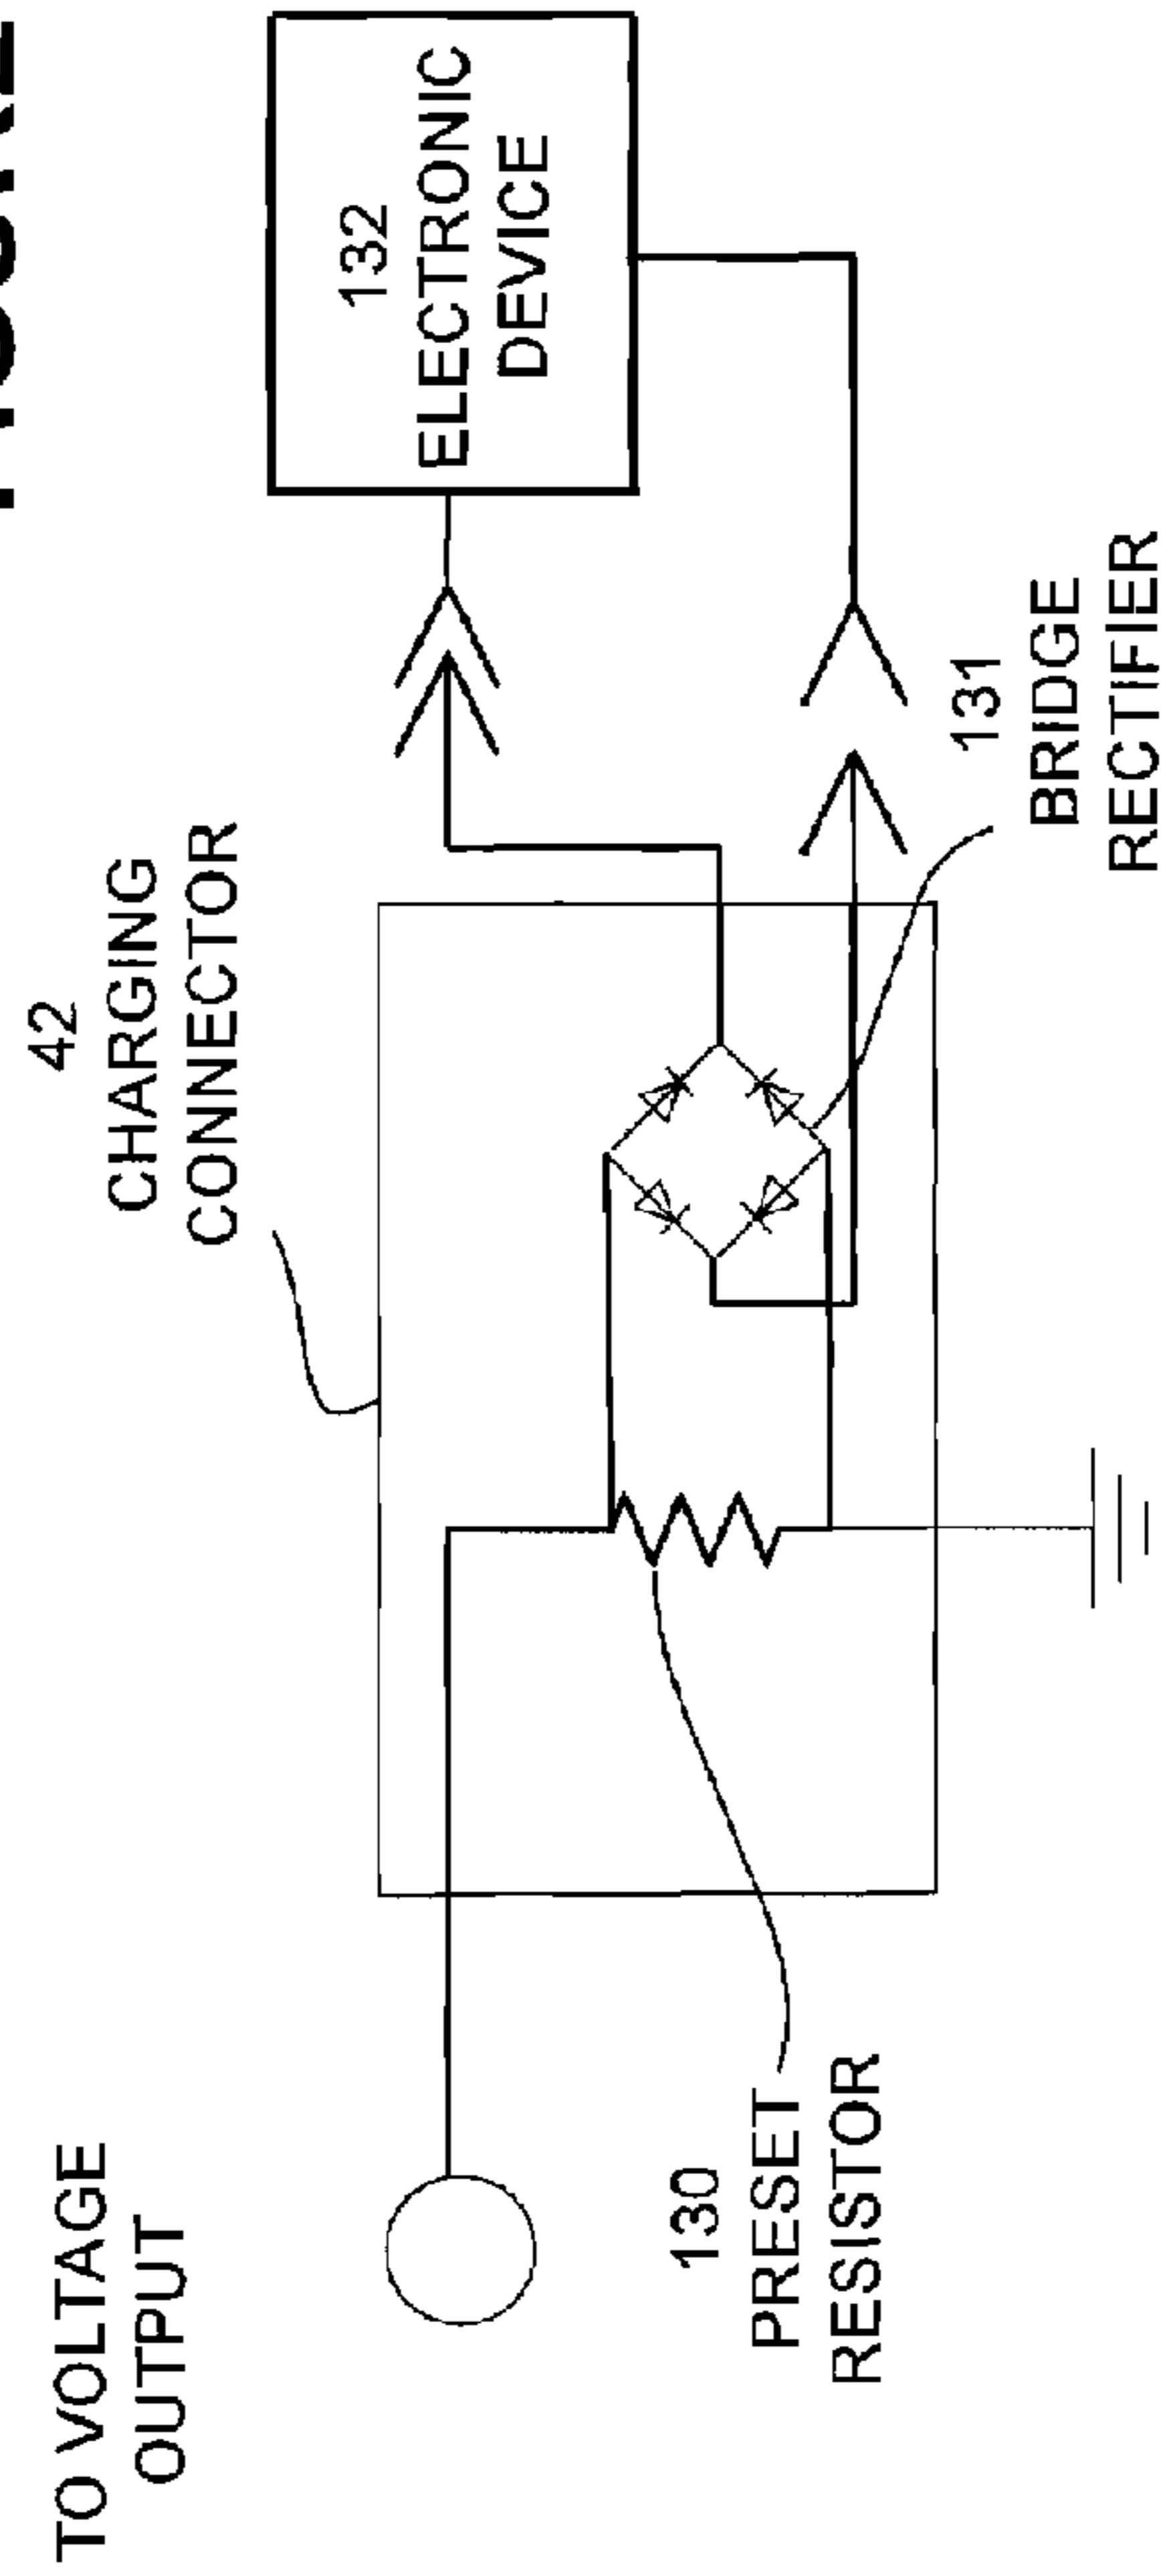 TO VOLTAGE
OUTPUT
42
CHARGING
CONNECTOR
132
ELECTRONIC
DEVICE
130
PRESET
RESISTOR
131
BRIDGE
RECTIFIER